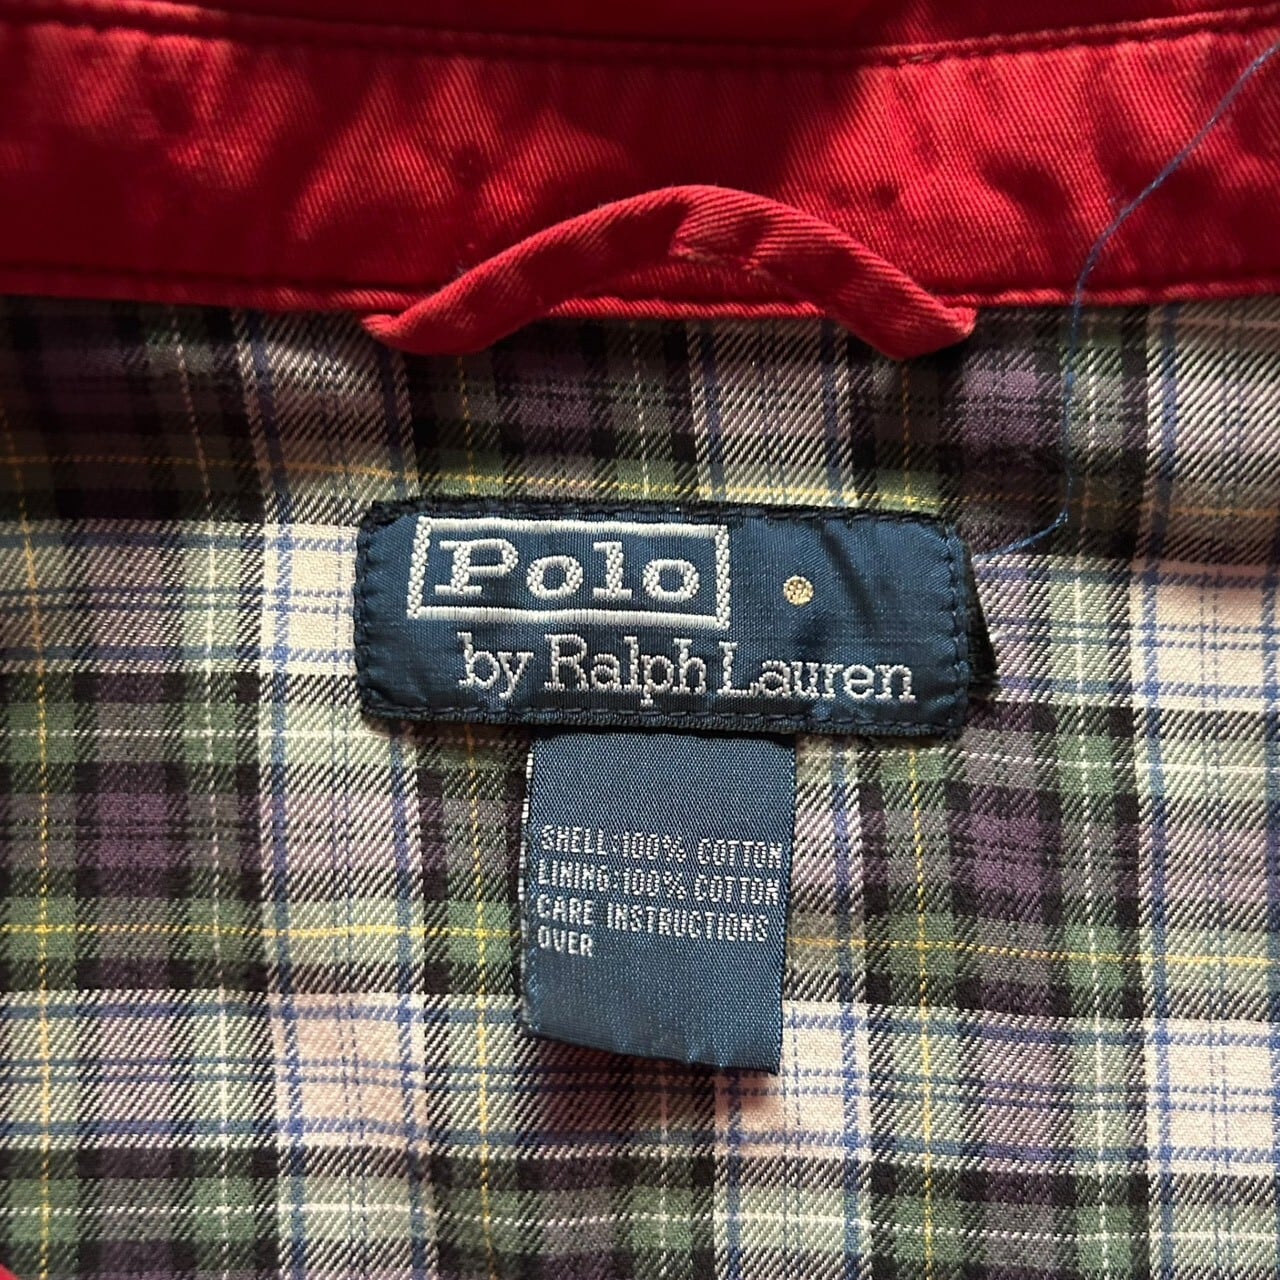 Polo
by Ralph Lauren
SHELL:100% COTTON
LINING:100% COTTON
CARE INSTRUCTIONS
OVER